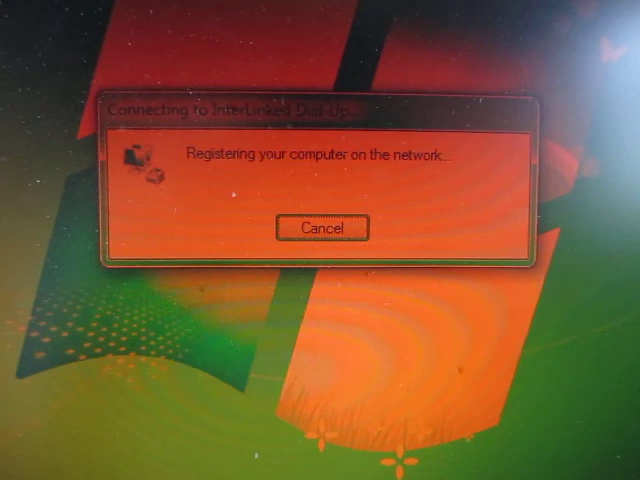 Connecting to InterLinked Dial-Up...
Registering your computer on the network...
Cancel